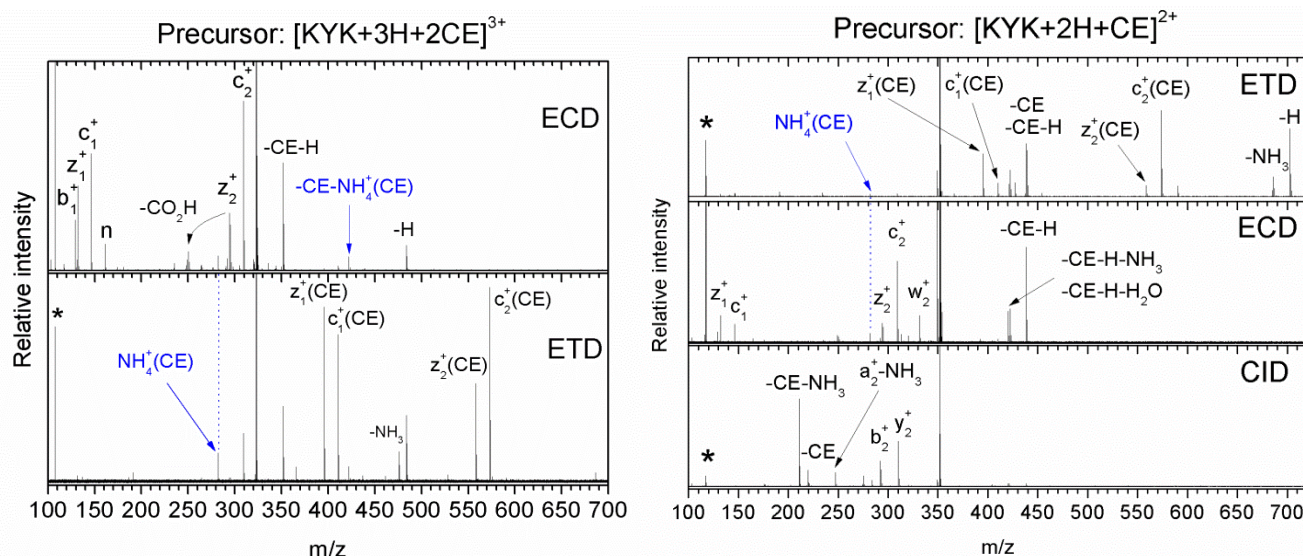 Precursor: [KYK+3H+2CE]³⁺
ECD
c₂⁺
c₁⁺
z₁⁺
b₁⁺
n
-CO₂H
z₂⁺
-CE-H
-CE-NH₄⁺(CE)
-H
ETD
*
NH₄⁺(CE)
z₁⁺(CE)
c₁⁺(CE)
-NH₃
z₂⁺(CE)
c₂⁺(CE)
Relative intensity
100 150 200 250 300 350 400 450 500 550 600 650 700
m/z
Precursor: [KYK+2H+CE]²⁺
ETD
*
NH₄⁺(CE)
z₁⁺(CE)
c₁⁺(CE)
-CE
-CE-H
z₂⁺(CE)
c₂⁺(CE)
-NH₃
-H
ECD
z₁⁺
c₁⁺
c₂⁺
z₂⁺
w₂⁺
-CE-H
-CE-H-NH₃
-CE-H-H₂O
CID
*
-CE-NH₃
-CE
a₂⁺-NH₃
b₂⁺
y₂⁺
Relative intensity
100 150 200 250 300 350 400 450 500 550 600 650 700
m/z